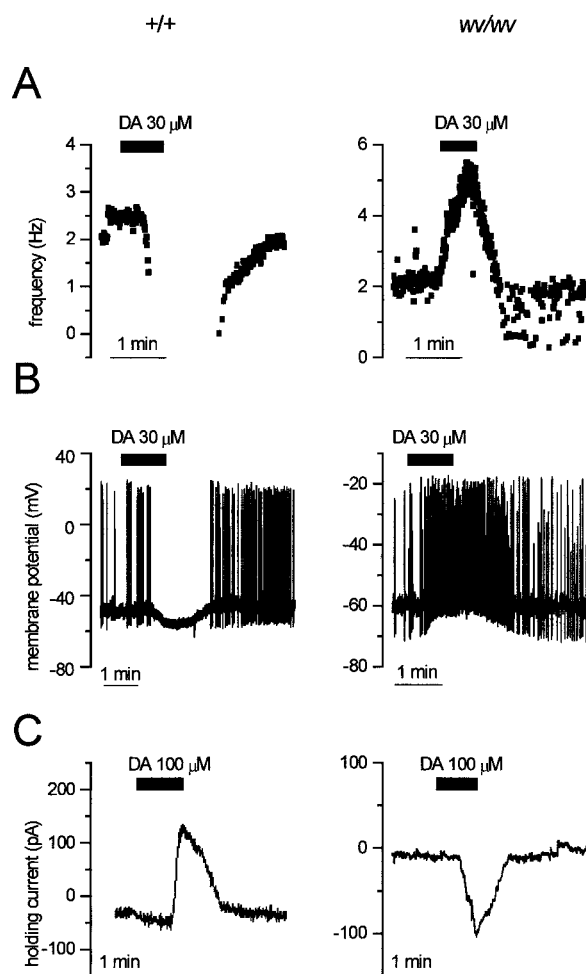 +/+
wv/wv
A
DA 30 µM
DA 30 µM
frequency (Hz)
4
3
2
1
0
6
4
2
0
1 min
1 min
B
DA 30 µM
DA 30 µM
membrane potential (mV)
40
0
-40
-80
-20
-40
-60
-80
1 min
1 min
C
DA 100 µM
DA 100 µM
holding current (pA)
200
100
0
-100
100
0
-100
1 min
1 min